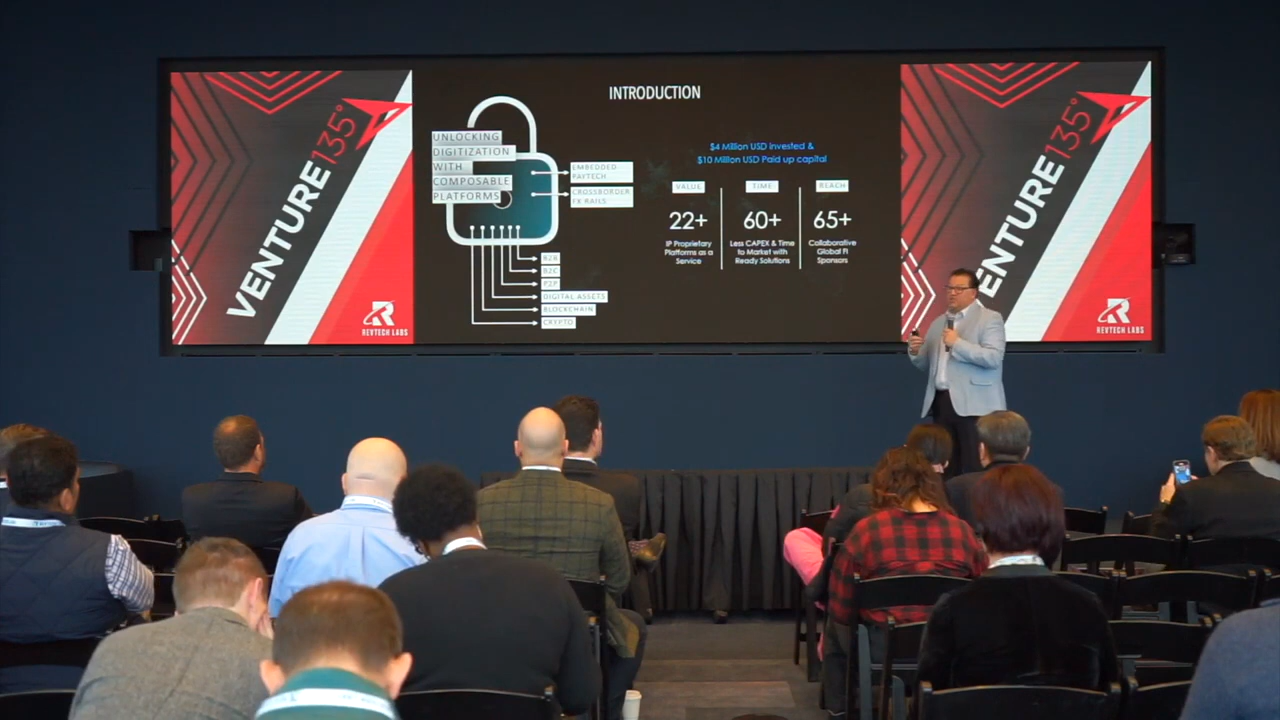 VENTURE135°
REVTECH LABS
INTRODUCTION
UNLOCKING
DIGITIZATION
WITH
COMPOSABLE
PLATFORMS
EMBEDDED
PAYTECH
CROSSBORDER
FX RAILS
B2B
B2C
P2P
DIGITAL ASSETS
BLOCKCHAIN
CRYPTO
$4 Million USD invested &
$10 Million USD Paid up capital
VALUE
22+
IP Proprietary
Platforms as a
Service
TIME
60+
Less CAPEX & Time
to Market with
Ready Solutions
REACH
65+
Collaborative
Global FI
Sponsors
VENTURE135°
REVTECH LABS